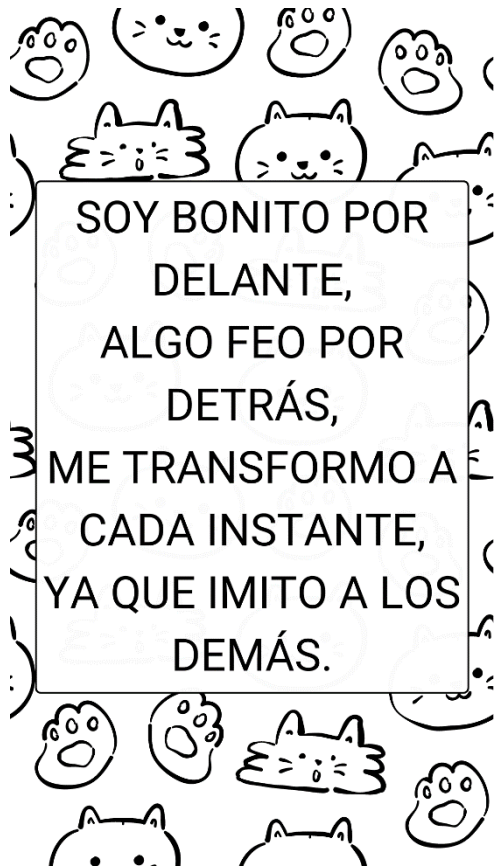 SOY BONITO POR
DELANTE,
ALGO FEO POR
DETRÁS,
ME TRANSFORMO A
CADA INSTANTE,
YA QUE IMITO A LOS
DEMÁS.